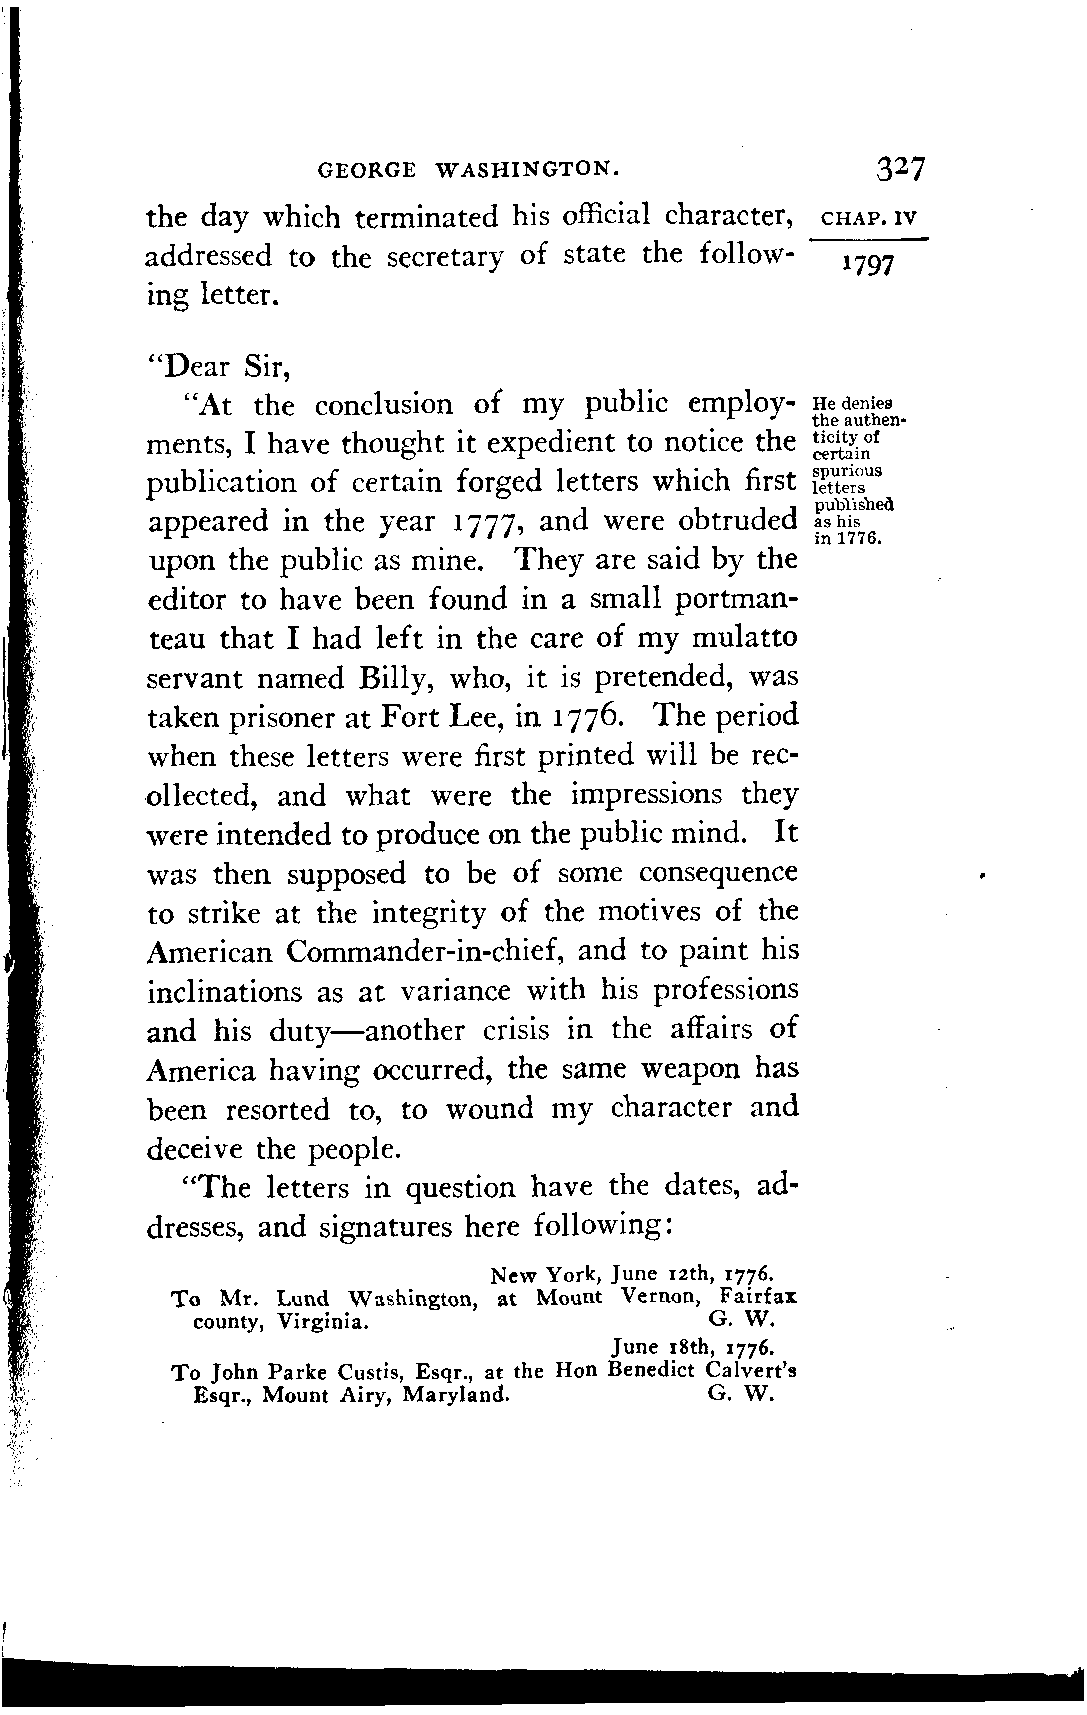 GEORGE WASHINGTON. 327
the day which terminated his official character,
addressed to the secretary of state the follow-
ing letter.
CHAP. IV
1797
“Dear Sir,
“At the conclusion of my public employ-
ments, I have thought it expedient to notice the
publication of certain forged letters which first
appeared in the year 1777, and were obtruded
upon the public as mine. They are said by the
editor to have been found in a small portman-
teau that I had left in the care of my mulatto
servant named Billy, who, it is pretended, was
taken prisoner at Fort Lee, in 1776. The period
when these letters were first printed will be rec-
ollected, and what were the impressions they
were intended to produce on the public mind. It
was then supposed to be of some consequence
to strike at the integrity of the motives of the
American Commander-in-chief, and to paint his
inclinations as at variance with his professions
and his duty—another crisis in the affairs of
America having occurred, the same weapon has
been resorted to, to wound my character and
deceive the people.
He denies
the authen-
ticity of
certain
spurious
letters
published
as his
in 1776.
“The letters in question have the dates, ad-
dresses, and signatures here following:
New York, June 12th, 1776.
To Mr. Lund Washington, at Mount Vernon, Fairfax
county, Virginia. G. W.
June 18th, 1776.
To John Parke Custis, Esqr., at the Hon Benedict Calvert's
Esqr., Mount Airy, Maryland. G. W.